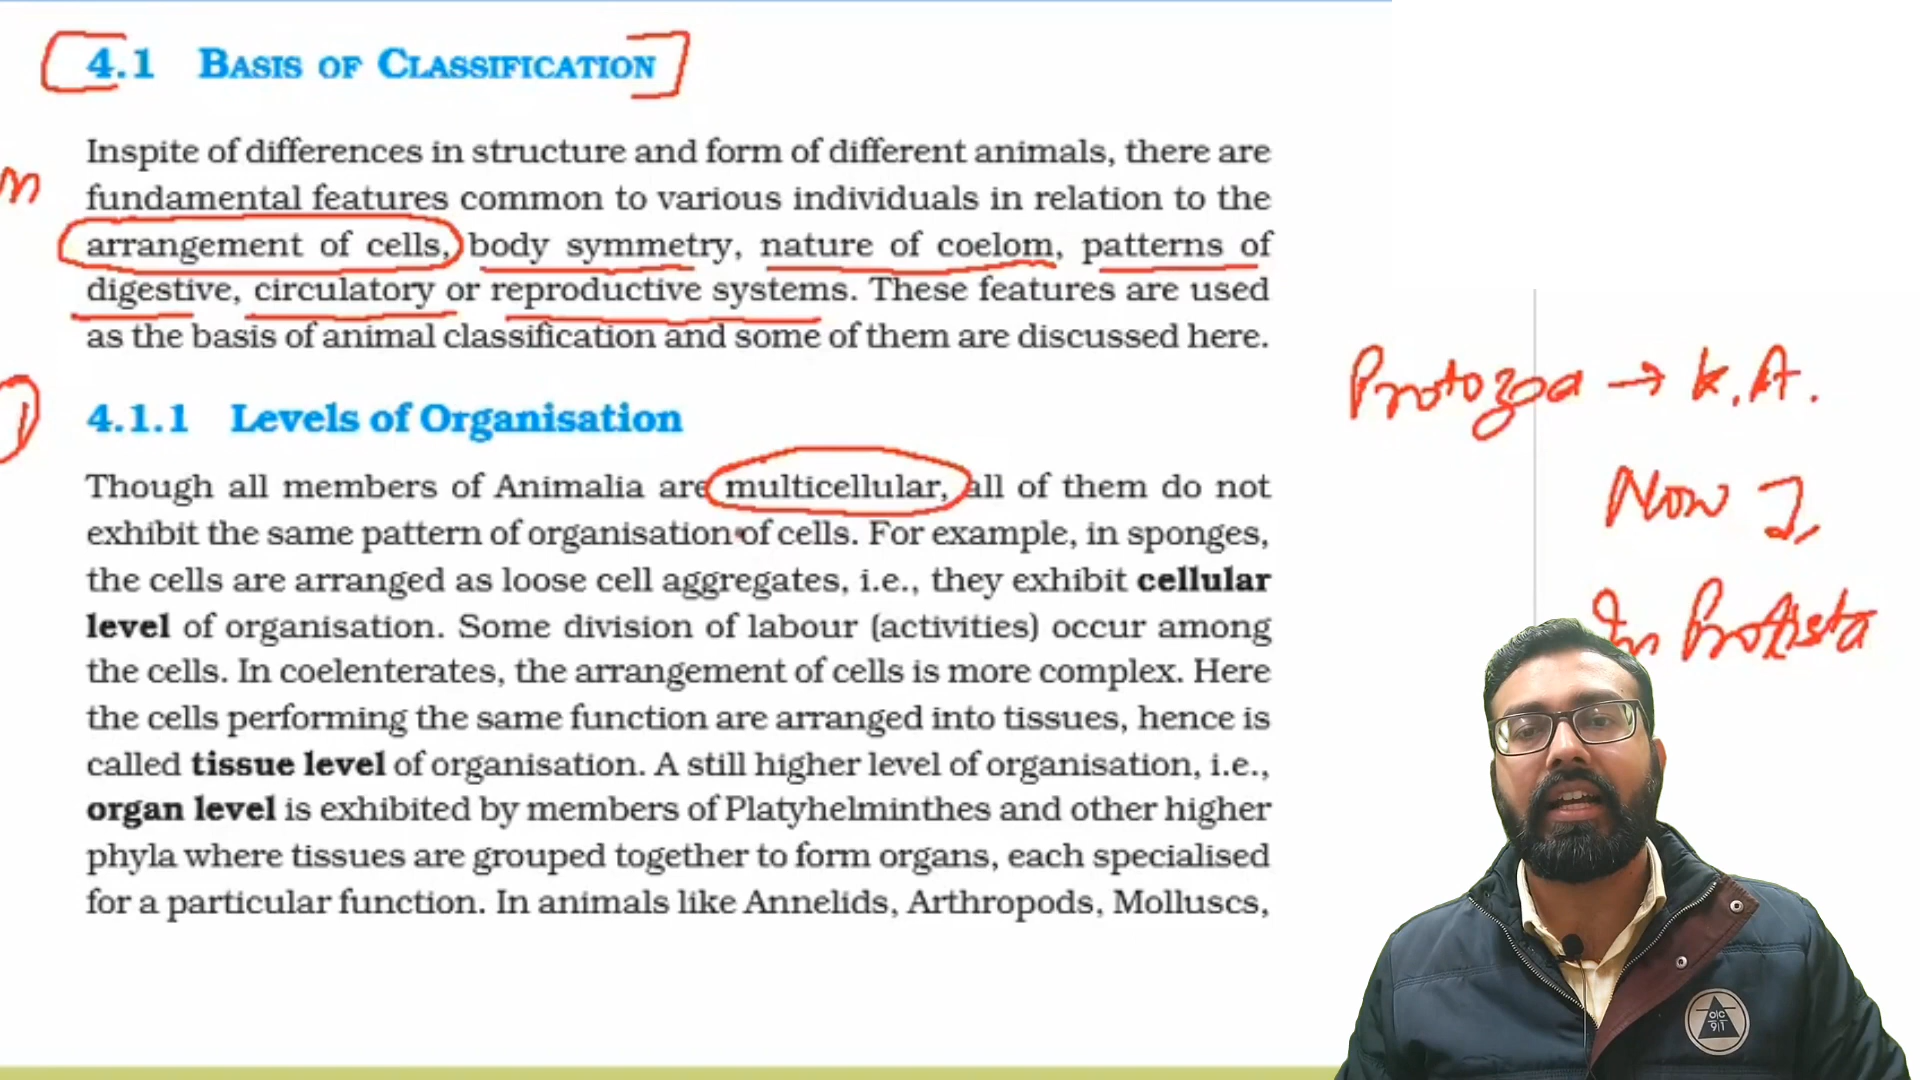 4.1 BASIS OF CLASSIFICATION
Inspite of differences in structure and form of different animals, there are
fundamental features common to various individuals in relation to the
arrangement of cells, body symmetry, nature of coelom, patterns of
digestive, circulatory or reproductive systems. These features are used
as the basis of animal classification and some of them are discussed here.
4.1.1 Levels of Organisation
Though all members of Animalia are multicellular, all of them do not
exhibit the same pattern of organisation of cells. For example, in sponges,
the cells are arranged as loose cell aggregates, i.e., they exhibit cellular
level of organisation. Some division of labour (activities) occur among
the cells. In coelenterates, the arrangement of cells is more complex. Here
the cells performing the same function are arranged into tissues, hence is
called tissue level of organisation. A still higher level of organisation, i.e.,
organ level is exhibited by members of Platyhelminthes and other higher
phyla where tissues are grouped together to form organs, each specialised
for a particular function. In animals like Annelids, Arthropods, Molluscs,
Protozoa → K.A.
Now
In Protista